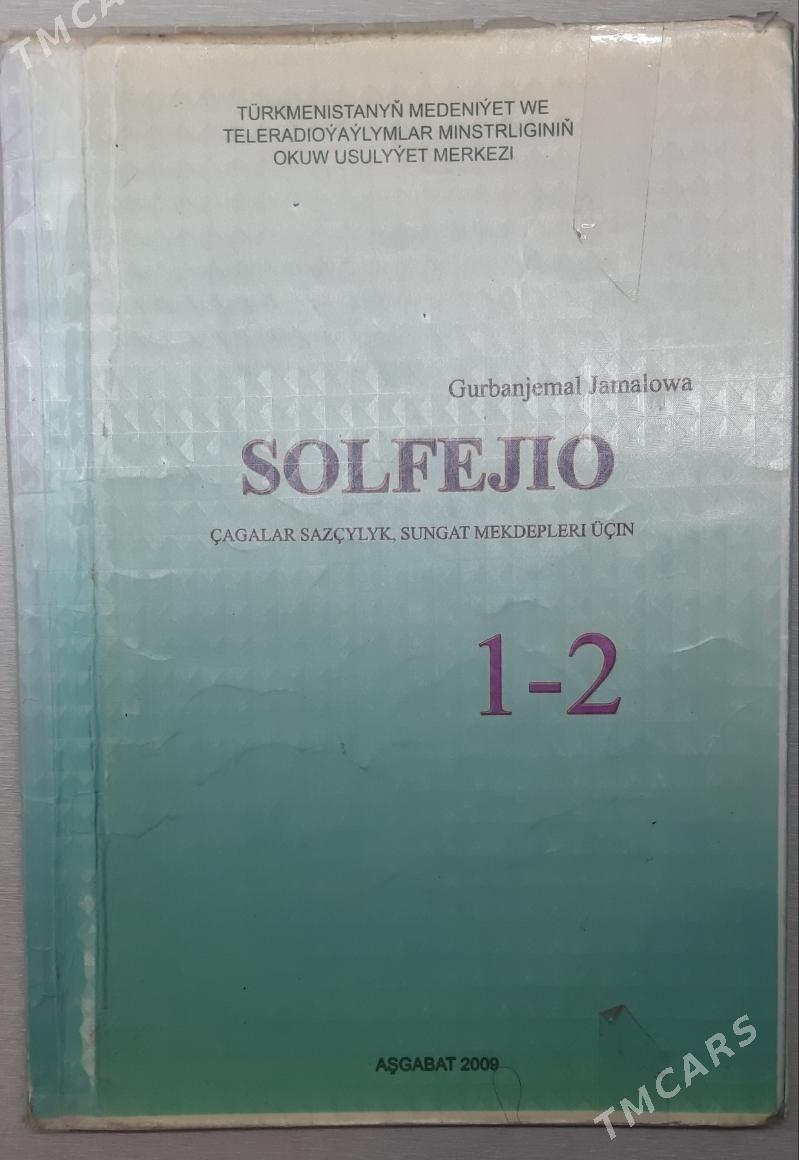 TMCARS
TÜRKMENISTANYŇ MEDENIÝET WE
TELERADIOÝAÝLYMLAR MINSTRLIGINIŇ
OKUW USULYÝET MERKEZI
Gurbanjemal Jamalowa
SOLFEJIO
ÇAGALAR SAZÇYLYK, SUNGAT MEKDEPLERI ÜÇIN
1-2
AŞGABAT 2009
TMCARS